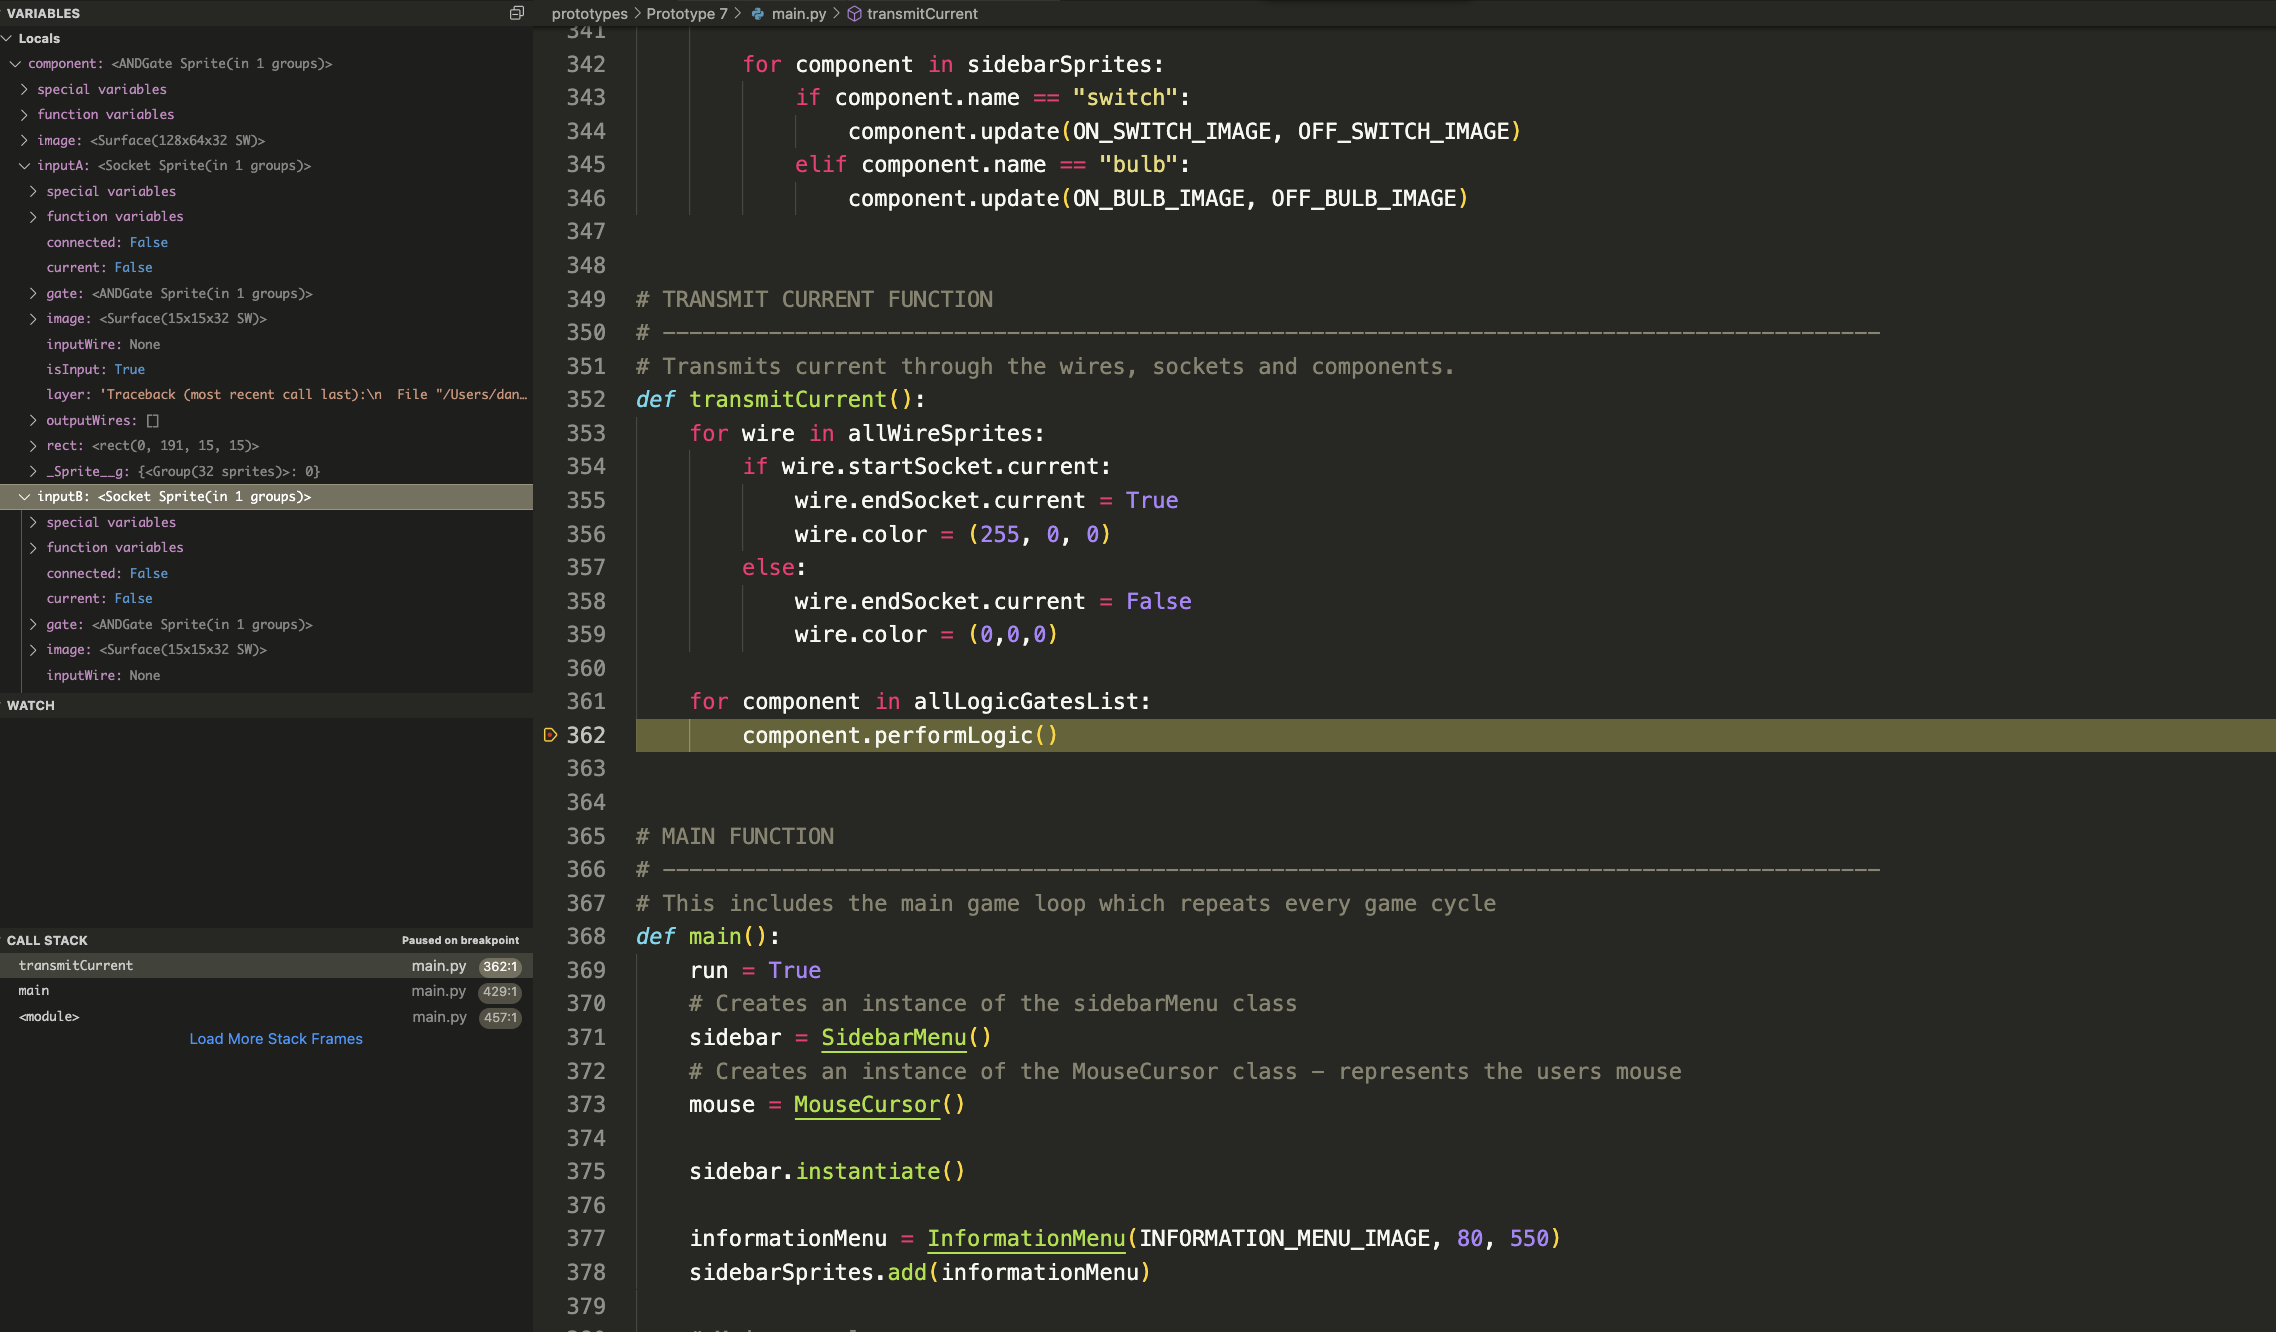 VARIABLES
Locals
component: <ANDGate Sprite(in 1 groups)>
special variables
function variables
image: <Surface(128x64x32 SW)>
inputA: <Socket Sprite(in 1 groups)>
special variables
function variables
connected: False
current: False
gate: <ANDGate Sprite(in 1 groups)>
image: <Surface(15x15x32 SW)>
inputWire: None
isInput: True
layer: 'Traceback (most recent call last):\n  File "/Users/dan…
outputWires: []
rect: <rect(0, 191, 15, 15)>
_Sprite__g: {<Group(32 sprites)>: 0}
inputB: <Socket Sprite(in 1 groups)>
special variables
function variables
connected: False
current: False
gate: <ANDGate Sprite(in 1 groups)>
image: <Surface(15x15x32 SW)>
inputWire: None
WATCH
CALL STACK Paused on breakpoint
transmitCurrent main.py 362:1
main main.py 429:1
<module> main.py 457:1
Load More Stack Frames
prototypes > Prototype 7 > main.py > transmitCurrent
341
342 for component in sidebarSprites:
343 if component.name == "switch":
344 component.update(ON_SWITCH_IMAGE, OFF_SWITCH_IMAGE)
345 elif component.name == "bulb":
346 component.update(ON_BULB_IMAGE, OFF_BULB_IMAGE)
347
348
349 # TRANSMIT CURRENT FUNCTION
350 # --------------------------------------------------------------------------------------------
351 # Transmits current through the wires, sockets and components.
352 def transmitCurrent():
353 for wire in allWireSprites:
354 if wire.startSocket.current:
355 wire.endSocket.current = True
356 wire.color = (255, 0, 0)
357 else:
358 wire.endSocket.current = False
359 wire.color = (0,0,0)
360
361 for component in allLogicGatesList:
362 component.performLogic()
363
364
365 # MAIN FUNCTION
366 # --------------------------------------------------------------------------------------------
367 # This includes the main game loop which repeats every game cycle
368 def main():
369 run = True
370 # Creates an instance of the sidebarMenu class
371 sidebar = SidebarMenu()
372 # Creates an instance of the MouseCursor class - represents the users mouse
373 mouse = MouseCursor()
374
375 sidebar.instantiate()
376
377 informationMenu = InformationMenu(INFORMATION_MENU_IMAGE, 80, 550)
378 sidebarSprites.add(informationMenu)
379